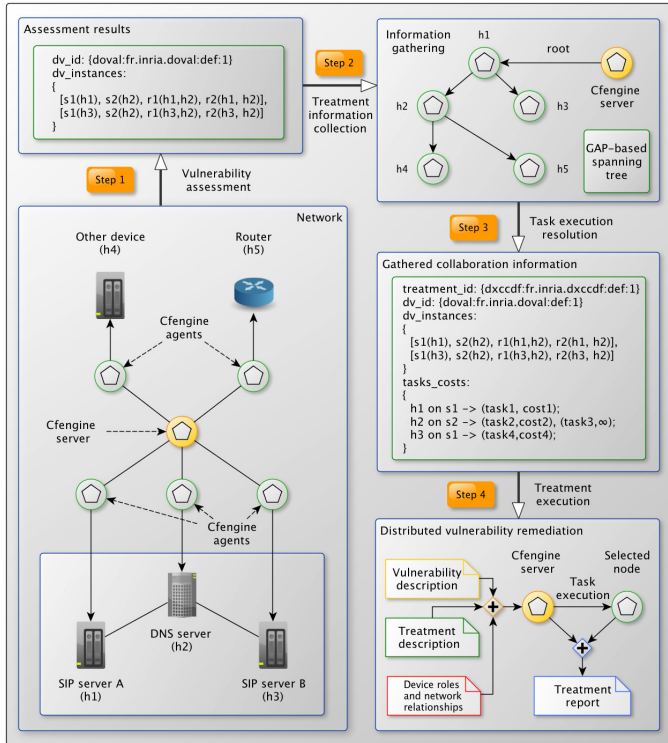 Assessment results
dv_id: {doval:fr.inria.doval:def:1}
dv_instances:
{
[s1(h1), s2(h2), r1(h1,h2), r2(h1, h2)],
[s1(h3), s2(h2), r1(h3,h2), r2(h3, h2)]
}
Step 2
Treatment
information
collection
Information
gathering
h1
root
Cfengine
server
h2
h3
h4
h5
GAP-based
spanning
tree
Step 1
Vulnerability
assessment
Step 3
Task execution
resolution
Network
Other device
(h4)
Router
(h5)
Cfengine
agents
Cfengine
server
Cfengine
agents
DNS server
(h2)
SIP server A
(h1)
SIP server B
(h3)
Gathered collaboration information
treatment_id: {dxccdf:fr.inria.dxccdf:def:1}
dv_id: {doval:fr.inria.doval:def:1}
dv_instances:
{
[s1(h1), s2(h2), r1(h1,h2), r2(h1, h2)],
[s1(h3), s2(h2), r1(h3,h2), r2(h3, h2)]
}
tasks_costs:
{
h1 on s1 -> (task1, cost1);
h2 on s2 -> (task2,cost2), (task3,∞);
h3 on s1 -> (task4,cost4);
}
Step 4
Treatment
execution
Distributed vulnerability remediation
Vulnerability
description
Cfengine
server
Selected
node
Task
execution
Treatment
description
Device roles
and network
relationships
Treatment
report